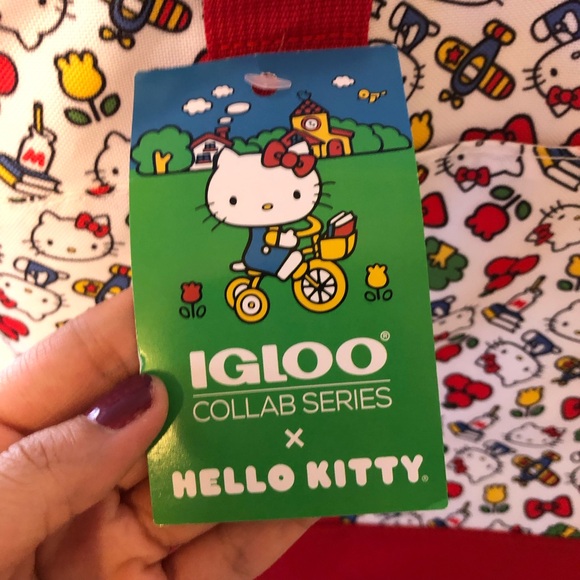 IGLOO®
COLLAB SERIES
×
HELLO KITTY®